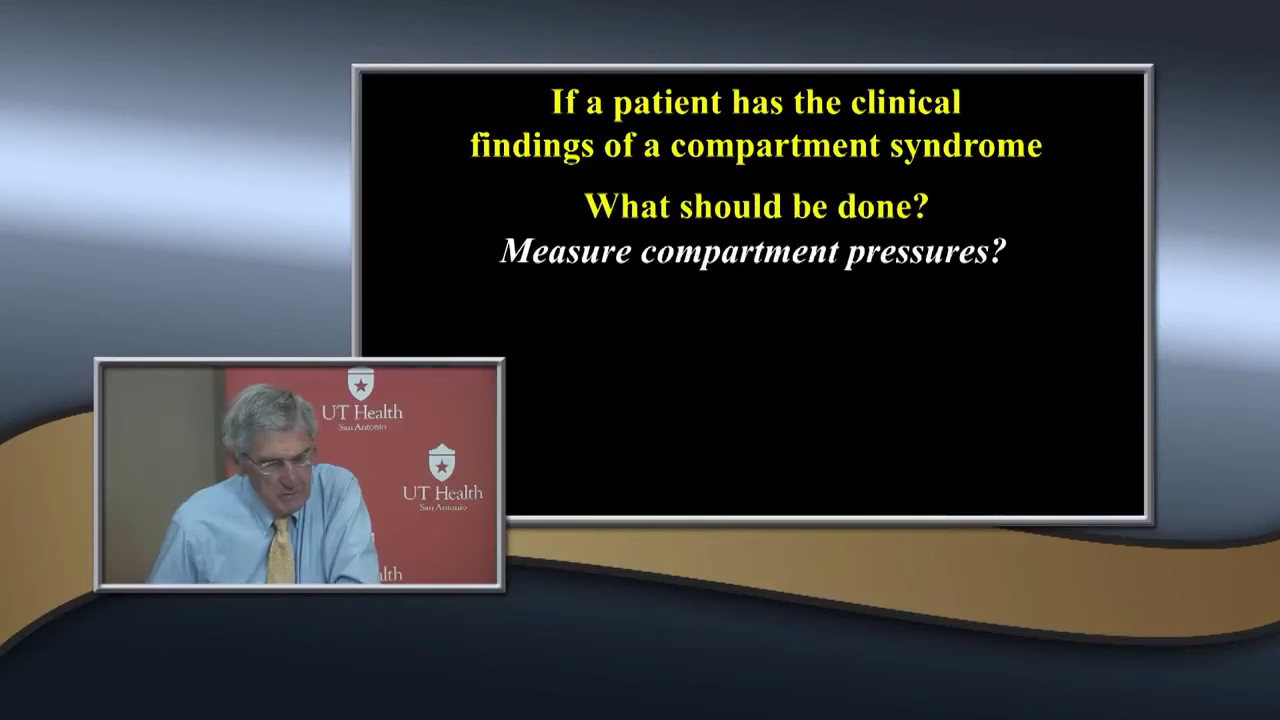 If a patient has the clinical
findings of a compartment syndrome
What should be done?
Measure compartment pressures?
UT Health
San Antonio
UT Health
San Antonio
alth